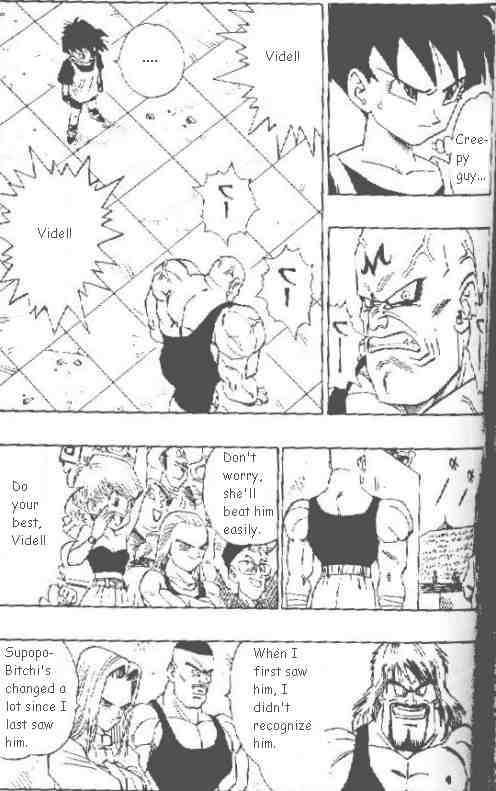 Cree-
py
guy...
Videl!
....
Videl!
Don't
worry,
she'll
beat him
easily.
Do
your
best,
Videl!
When I
first saw
him, I
didn't
recognize
him.
Supopo-
Bitchi's
changed a
lot since I
last saw
him.